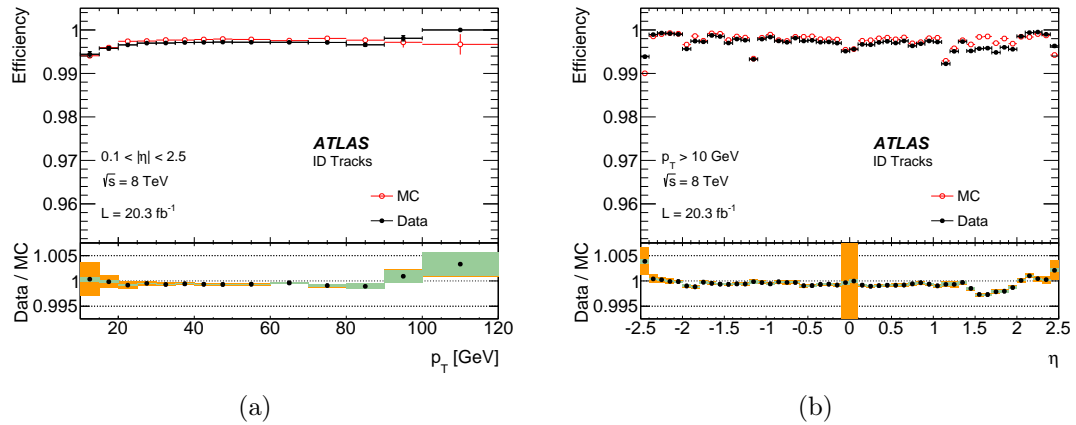 Efficiency
1
0.99
0.98
0.97
0.96
ATLAS
ID Tracks
0.1 < |η| < 2.5
√s = 8 TeV
L = 20.3 fb⁻¹
MC
Data
Data / MC
1.005
1
0.995
20 40 60 80 100 120
p_T [GeV]
(a)
Efficiency
1
0.99
0.98
0.97
0.96
ATLAS
ID Tracks
p_T > 10 GeV
√s = 8 TeV
L = 20.3 fb⁻¹
MC
Data
Data / MC
1.005
1
0.995
-2.5 -2 -1.5 -1 -0.5 0 0.5 1 1.5 2 2.5
η
(b)